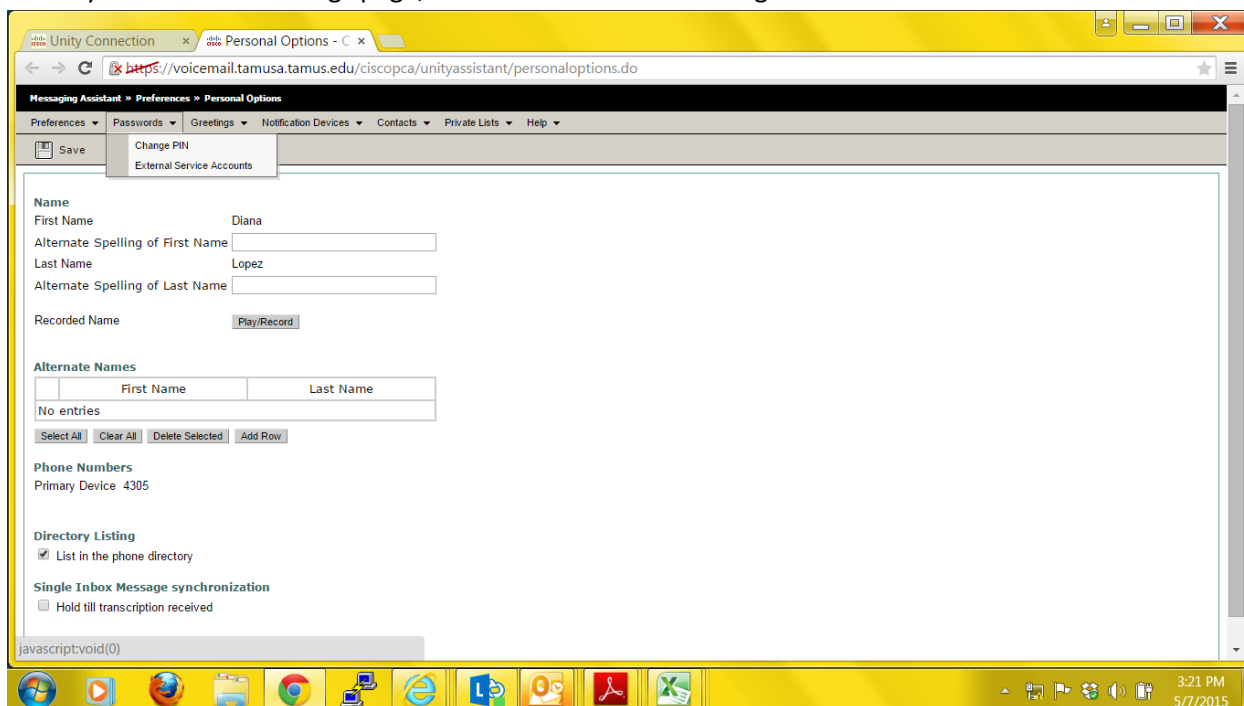 Unity Connection × Personal Options - C ×
https://voicemail.tamusa.tamus.edu/ciscopca/unityassistant/personaloptions.do
Messaging Assistant » Preferences » Personal Options
Preferences Passwords Greetings Notification Devices Contacts Private Lists Help
Save
Change PIN
External Service Accounts
Name
First Name Diana
Alternate Spelling of First Name
Last Name Lopez
Alternate Spelling of Last Name
Recorded Name Play/Record
Alternate Names
First Name Last Name
No entries
Select All Clear All Delete Selected Add Row
Phone Numbers
Primary Device 4305
Directory Listing
List in the phone directory
Single Inbox Message synchronization
Hold till transcription received
javascript:void(0)
3:21 PM
5/7/2015